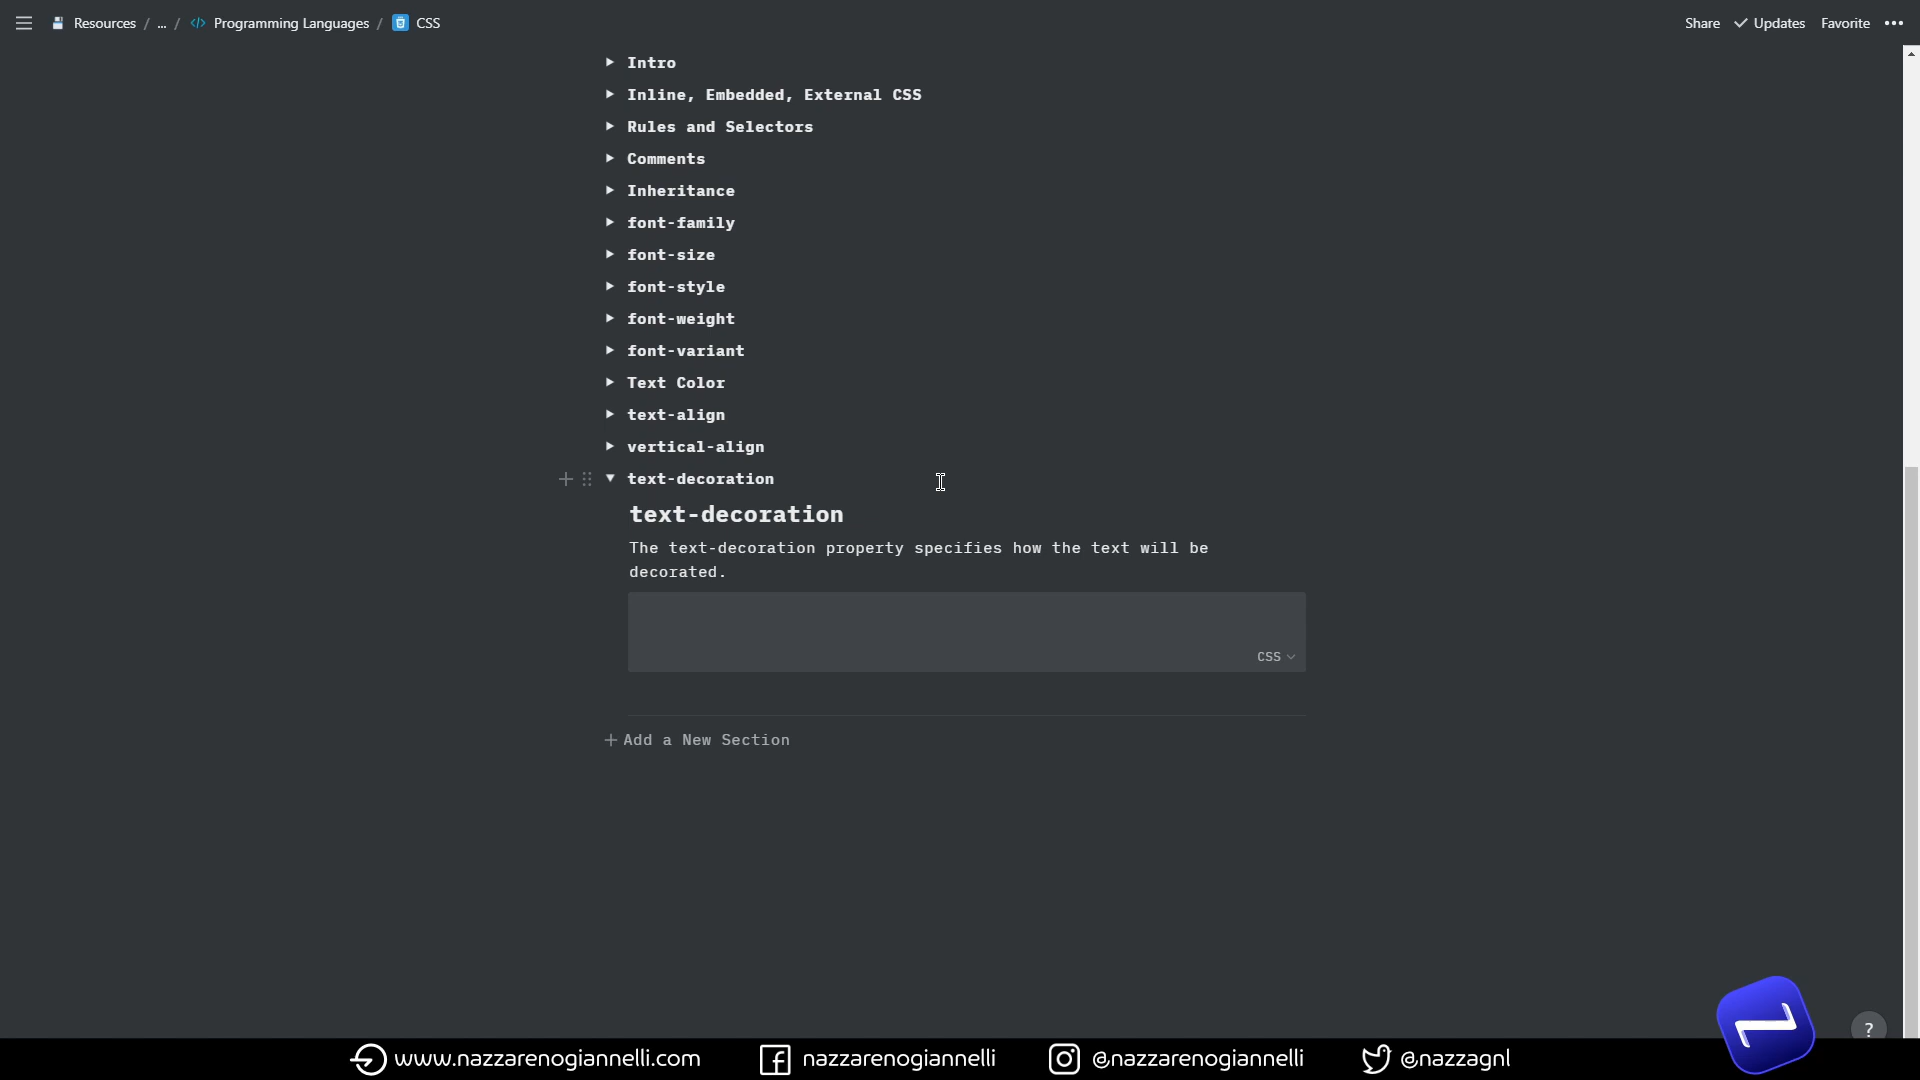 Resources / ... / </> Programming Languages / CSS
Share Updates Favorite
Intro
Inline, Embedded, External CSS
Rules and Selectors
Comments
Inheritance
font-family
font-size
font-style
font-weight
font-variant
Text Color
text-align
vertical-align
text-decoration
text-decoration
The text-decoration property specifies how the text will be
decorated.
CSS
Add a New Section
?
www.nazzarenogiannelli.com nazzarenogiannelli @nazzarenogiannelli @nazzagnl